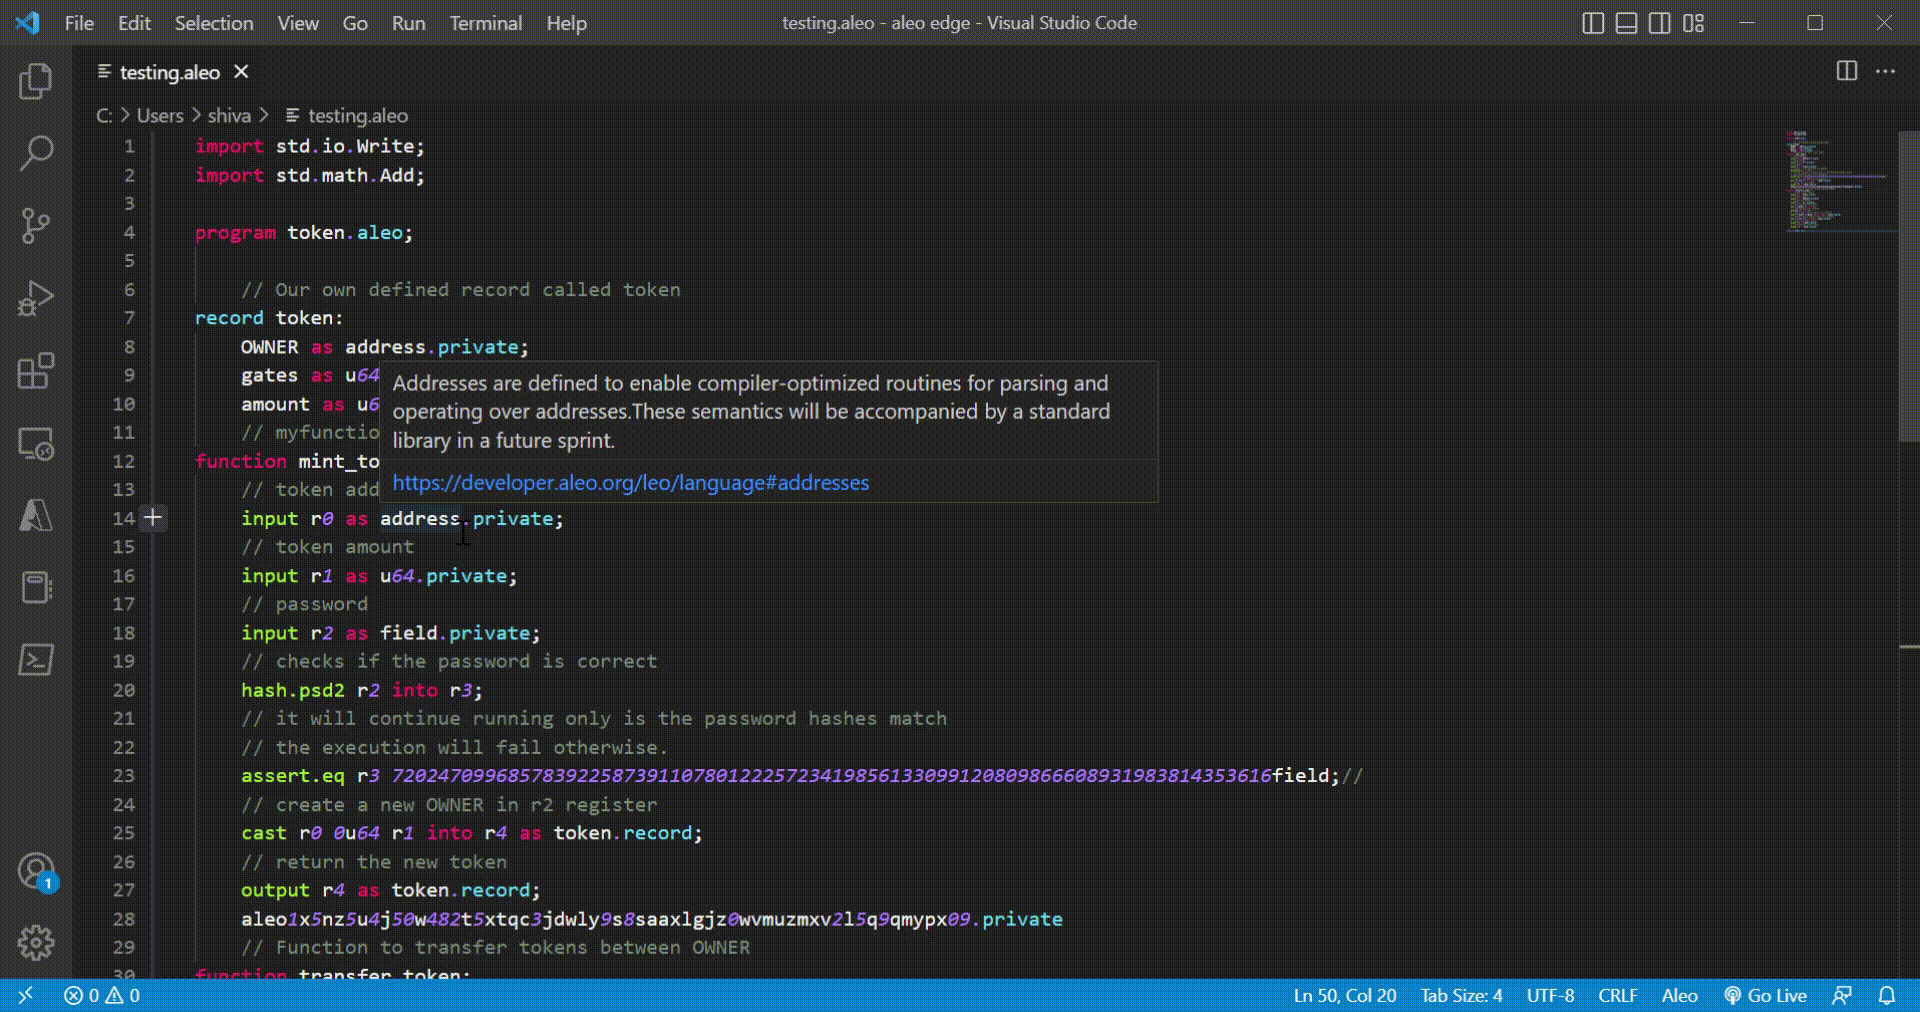 File Edit Selection View Go Run Terminal Help
testing.aleo - aleo edge - Visual Studio Code
testing.aleo
C: > Users > shiva > testing.aleo
1 import std.io.Write;
2 import std.math.Add;
3
4 program token.aleo;
5
6 // Our own defined record called token
7 record token:
8 OWNER as address.private;
9 gates as u64
10 amount as u6
11 // myfunctio
12 function mint_to
13 // token add
Addresses are defined to enable compiler-optimized routines for parsing and
operating over addresses.These semantics will be accompanied by a standard
library in a future sprint.
https://developer.aleo.org/leo/language#addresses
14 input r0 as address.private;
15 // token amount
16 input r1 as u64.private;
17 // password
18 input r2 as field.private;
19 // checks if the password is correct
20 hash.psd2 r2 into r3;
21 // it will continue running only is the password hashes match
22 // the execution will fail otherwise.
23 assert.eq r3 7202470996857839225873911078012225723419856133099120809866608931983814353616field;//
24 // create a new OWNER in r2 register
25 cast r0 0u64 r1 into r4 as token.record;
26 // return the new token
27 output r4 as token.record;
28 aleo1x5nz5u4j50w482t5xtqc3jdwly9s8saaxlgjz0wvmuzmxv2l5q9qmypx09.private
29 // Function to transfer tokens between OWNER
30 function transfer_token:
1
0 0
Ln 50, Col 20 Tab Size: 4 UTF-8 CRLF Aleo Go Live